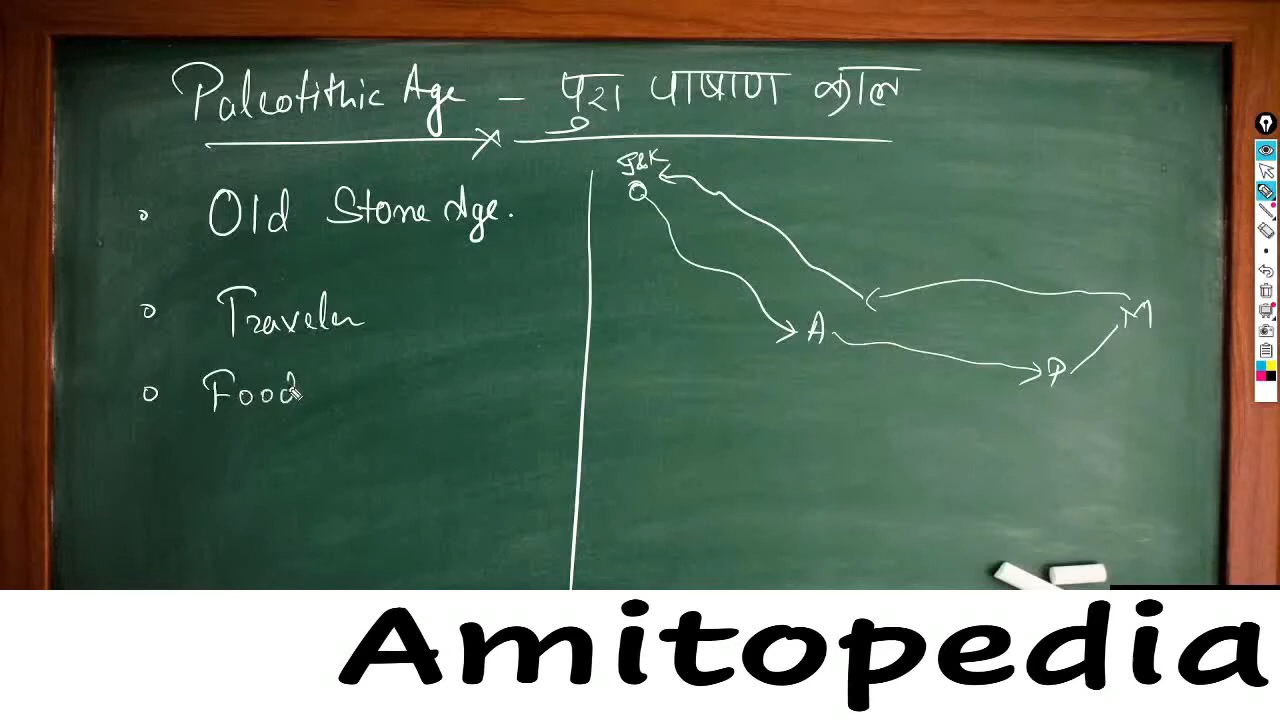 Paleolithic Age – पुरा पाषाण काल
• Old Stone Age.
• Traveler
• Food
J&K
A
P
M
Amitopedia